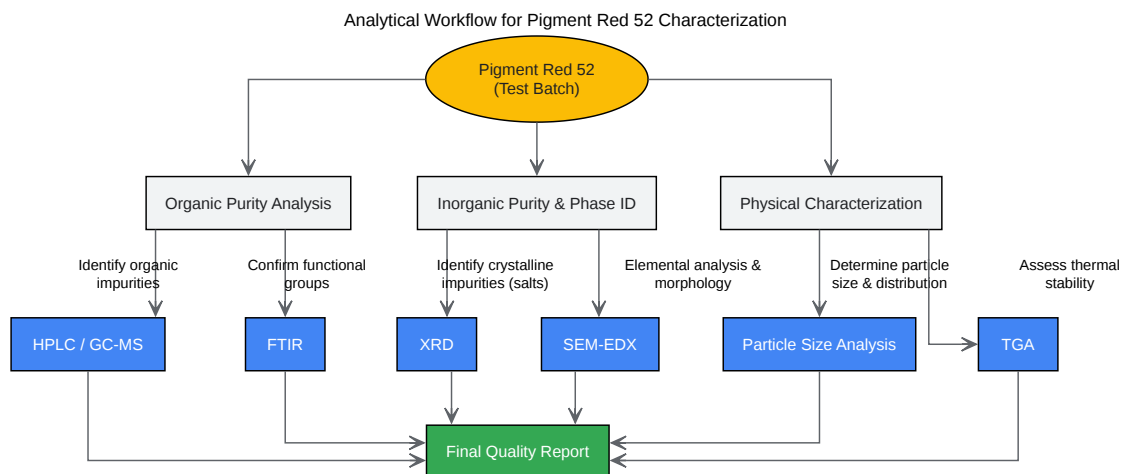 Analytical Workflow for Pigment Red 52 Characterization
Pigment Red 52
(Test Batch)
Organic Purity Analysis
Inorganic Purity & Phase ID
Physical Characterization
Identify organic
impurities
Confirm functional
groups
Identify crystalline
impurities (salts)
Elemental analysis &
morphology
Determine particle
size & distribution
Assess thermal
stability
HPLC / GC-MS
FTIR
XRD
SEM-EDX
Particle Size Analysis
TGA
Final Quality Report